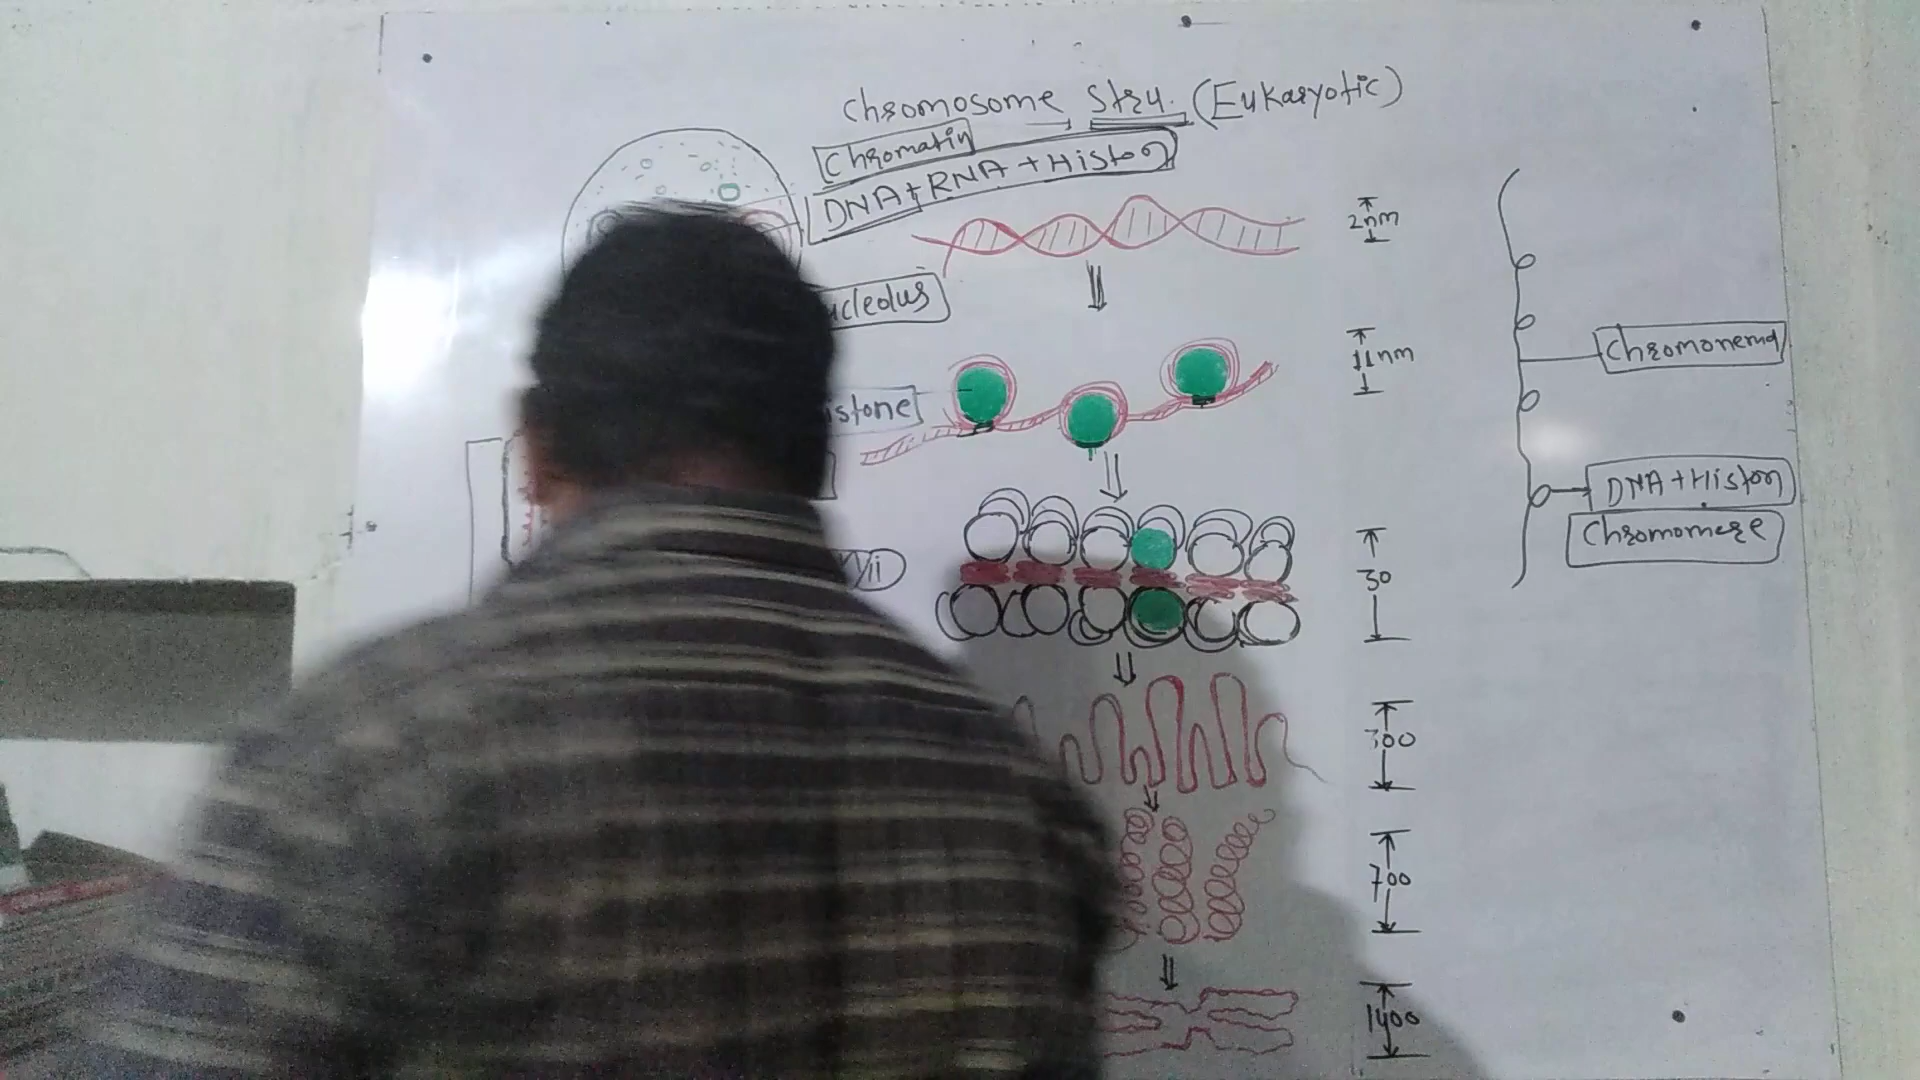 Chromosome Stru. (Eukaryotic)
Chromatin
DNA+RNA+Histon
2nm
ucleolus
11nm
istone
Chromonema
DNA+Histon
Chromomere
30
300
700
1400